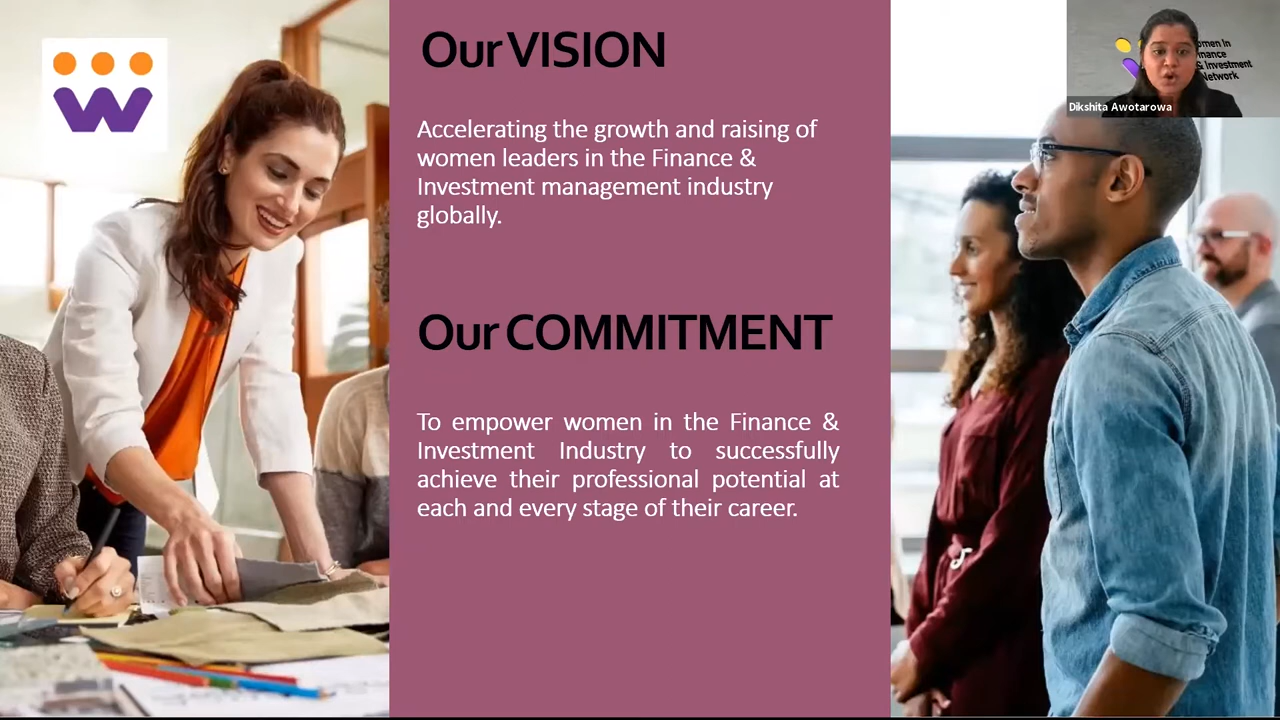 Our VISION
Accelerating the growth and raising of
women leaders in the Finance &
Investment management industry
globally.
Our COMMITMENT
To empower women in the Finance &
Investment Industry to successfully
achieve their professional potential at
each and every stage of their career.
& Investment
Network
Dikshita Awotarowa